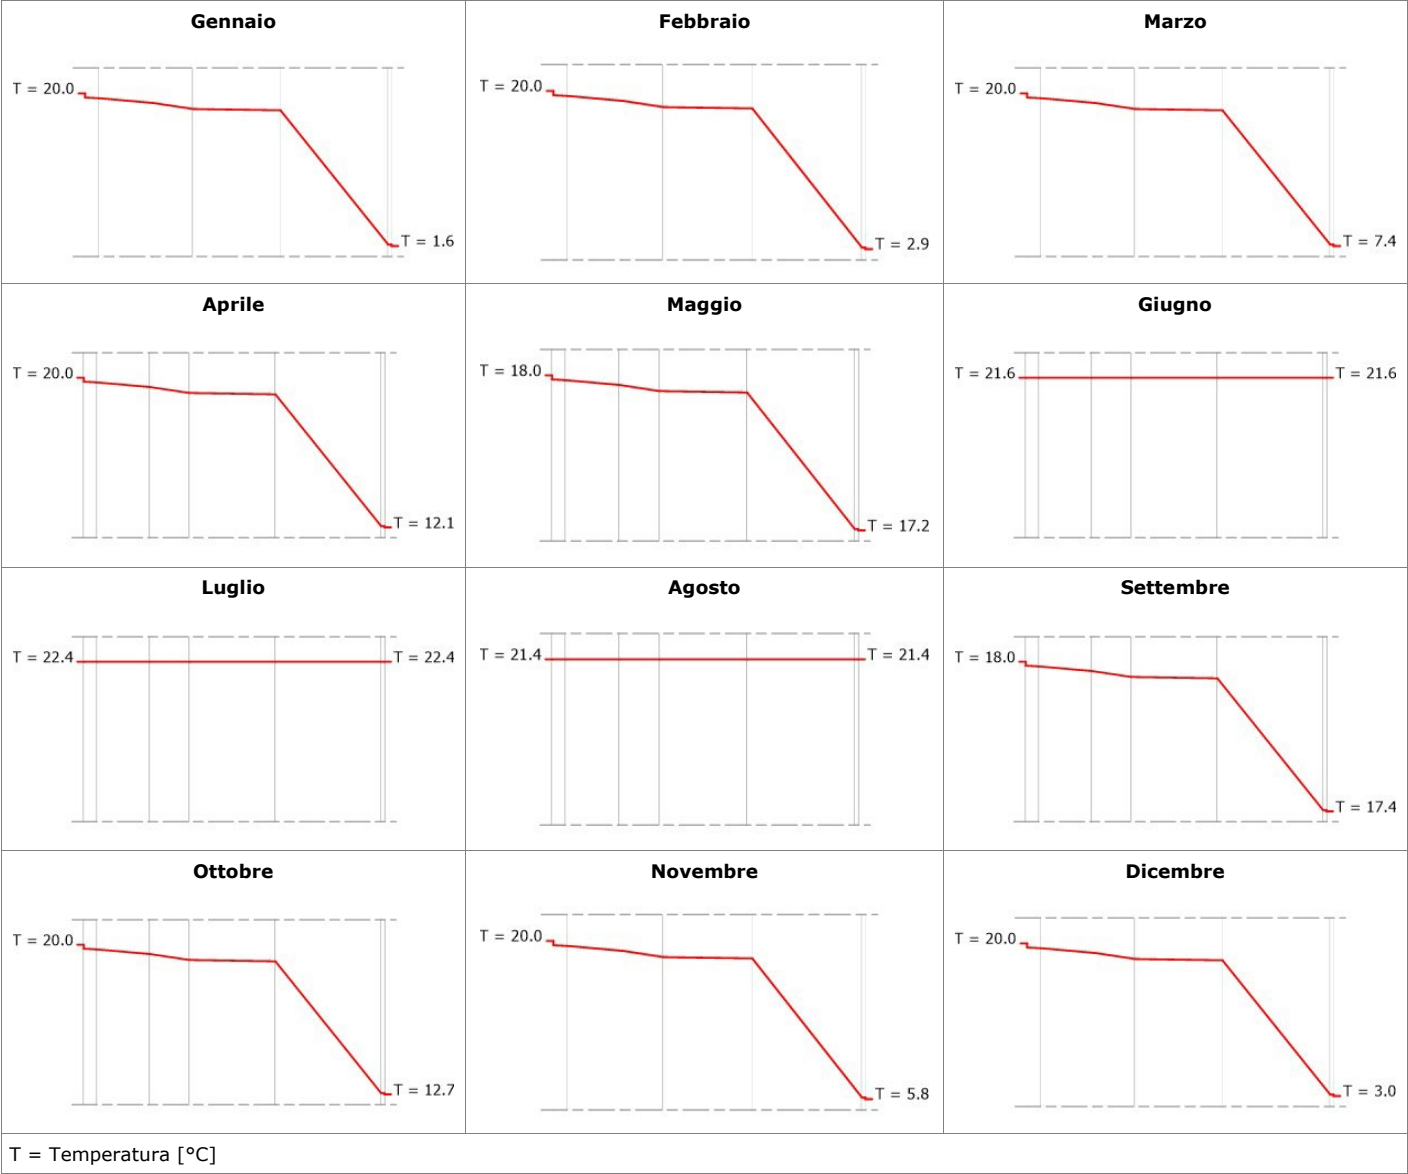 Gennaio
T = 20.0
T = 1.6
Febbraio
T = 20.0
T = 2.9
Marzo
T = 20.0
T = 7.4
Aprile
T = 20.0
T = 12.1
Maggio
T = 18.0
T = 17.2
Giugno
T = 21.6
T = 21.6
Luglio
T = 22.4
T = 22.4
Agosto
T = 21.4
T = 21.4
Settembre
T = 18.0
T = 17.4
Ottobre
T = 20.0
T = 12.7
Novembre
T = 20.0
T = 5.8
Dicembre
T = 20.0
T = 3.0
T = Temperatura [°C]